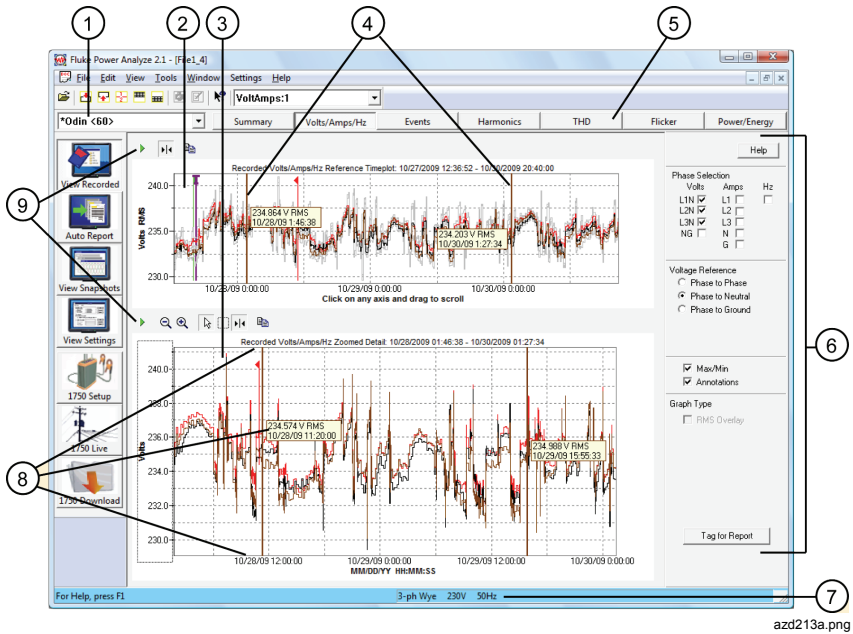 1
2
3
4
5
Fluke Power Analyze 2.1 - [File1_4]
File Edit View Tools Window Settings Help
VoltAmps:1
*Odin <60>
Summary
Volts/Amps/Hz
Events
Harmonics
THD
Flicker
Power/Energy
View Recorded
Auto Report
View Snapshots
View Settings
1750 Setup
1750 Live
1750 Download
9
8
Recorded Volts/Amps/Hz Reference Timeplot: 10/27/2009 12:36:52 - 10/30/2009 20:40:00
Volts RMS
240.0
235.0
230.0
234.864 V RMS
10/28/09 1:46:38
234.203 V RMS
10/30/09 1:27:34
10/28/09 0:00:00
10/29/09 0:00:00
10/30/09 0:00:00
Click on any axis and drag to scroll
Recorded Volts/Amps/Hz Zoomed Detail: 10/28/2009 01:46:38 - 10/30/2009 01:27:34
Volts
240.0
238.0
236.0
234.0
232.0
230.0
234.574 V RMS
10/28/09 11:20:00
234.988 V RMS
10/29/09 15:55:33
10/28/09 12:00:00
10/29/09 0:00:00
10/29/09 12:00:00
10/30/09 0:00:00
MM/DD/YY HH:MM:SS
Help
Phase Selection
Volts Amps Hz
L1N L1
L2N L2
L3N L3
NG N
G
Voltage Reference
Phase to Phase
Phase to Neutral
Phase to Ground
6
Max/Min
Annotations
Graph Type
RMS Overlay
Tag for Report
For Help, press F1
3-ph Wye 230V 50Hz
7
azd213a.png